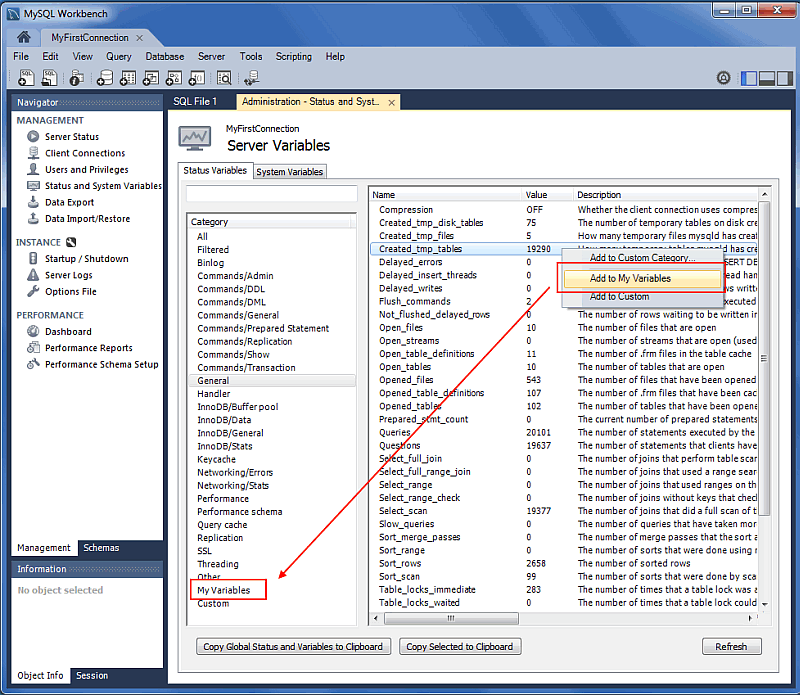 MySQL Workbench
MyFirstConnection
File Edit View Query Database Server Tools Scripting Help
Navigator
MANAGEMENT
Server Status
Client Connections
Users and Privileges
Status and System Variables
Data Export
Data Import/Restore
INSTANCE
Startup / Shutdown
Server Logs
Options File
PERFORMANCE
Dashboard
Performance Reports
Performance Schema Setup
Management Schemas
Information
No object selected
Object Info Session
SQL File 1 Administration - Status and Syst..
MyFirstConnection
Server Variables
Status Variables System Variables
Category
All
Filtered
Binlog
Commands/Admin
Commands/DDL
Commands/DML
Commands/General
Commands/Prepared Statement
Commands/Replication
Commands/Show
Commands/Transaction
General
Handler
InnoDB/Buffer pool
InnoDB/Data
InnoDB/General
InnoDB/Stats
Keycache
Networking/Errors
Networking/Stats
Performance
Performance schema
Query cache
Replication
SSL
Threading
Other
My Variables
Custom
Name Value Description
Compression OFF Whether the client connection uses compres
Created_tmp_disk_tables 75 The number of temporary tables on disk cre
Created_tmp_files 5 How many temporary files mysqld has creat
Created_tmp_tables 19290 How many temporary tables mysqld has cre
Delayed_errors 0 SERT DE
Delayed_insert_threads 0 ead han
Delayed_writes 0 ws writt
Flush_commands 2 executed
Not_flushed_delayed_rows 0 The number of rows waiting to be written in
Open_files 10 The number of files that are open
Open_streams 0 The number of streams that are open (used
Open_table_definitions 11 The number of .frm files in the table cache
Open_tables 10 The number of tables that are open
Opened_files 543 The number of files that have been opened
Opened_table_definitions 107 The number of .frm files that have been cac
Opened_tables 102 The number of tables that have been opene
Prepared_stmt_count 0 The current number of prepared statements
Queries 20101 The number of statements executed by the
Questions 19637 The number of statements that clients have
Select_full_join 0 The number of joins that perform table scar
Select_full_range_join 0 The number of joins that used a range sear
Select_range 0 The number of joins that used ranges on th
Select_range_check 0 The number of joins without keys that chec
Select_scan 19377 The number of joins that did a full scan of t
Slow_queries 0 The number of queries that have taken mor
Sort_merge_passes 0 The number of merge passes that the sort a
Sort_range 0 The number of sorts that were done using r
Sort_rows 2658 The number of sorted rows
Sort_scan 99 The number of sorts that were done by sca
Table_locks_immediate 283 The number of times that a table lock was a
Table_locks_waited 0 The number of times that a table lock could
Add to Custom Category...
Add to My Variables
Add to Custom
Copy Global Status and Variables to Clipboard Copy Selected to Clipboard Refresh